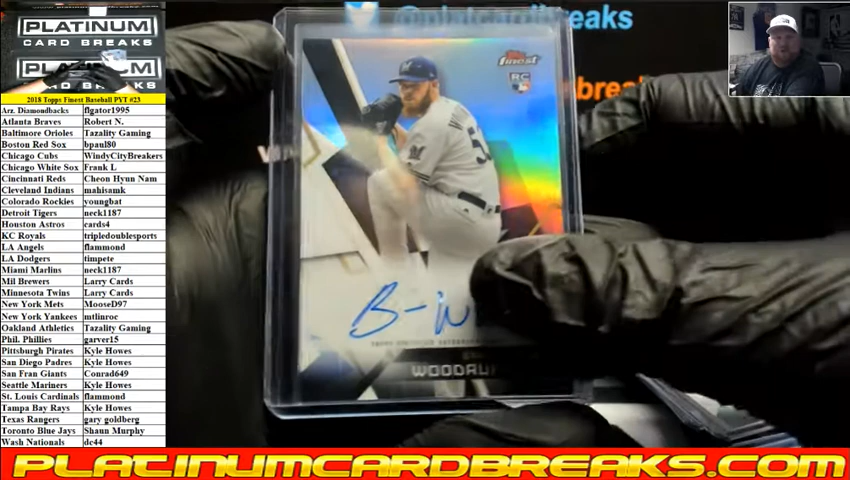 PLATINUM
CARD BREAKS
PLATINUM
CARD BREAKS
2018 Topps Finest Baseball PYT #23
Arz. Diamondbacks flgator1995
Atlanta Braves Robert N.
Baltimore Orioles Tazality Gaming
Boston Red Sox bpaul80
Chicago Cubs WindyCityBreakers
Chicago White Sox Frank L
Cincinnati Reds Cheon Hyun Nam
Cleveland Indians mahisamk
Colorado Rockies youngbat
Detroit Tigers neck1187
Houston Astros cards4
KC Royals tripledoublesports
LA Angels flammond
LA Dodgers timpete
Miami Marlins neck1187
Mil Brewers Larry Cards
Minnesota Twins Larry Cards
New York Mets MooseD97
New York Yankees mtlinroc
Oakland Athletics Tazality Gaming
Phil. Phillies garver15
Pittsburgh Pirates Kyle Howes
San Diego Padres Kyle Howes
San Fran Giants Conrad649
Seattle Mariners Kyle Howes
St. Louis Cardinals flammond
Tampa Bay Rays Kyle Howes
Texas Rangers gary goldberg
Toronto Blue Jays Shaun Murphy
Wash Nationals dc44
@platcardbreaks
Topps
finest
RC
M
B-W
WOODRU
PLATINUMCARDBREAKS.COM